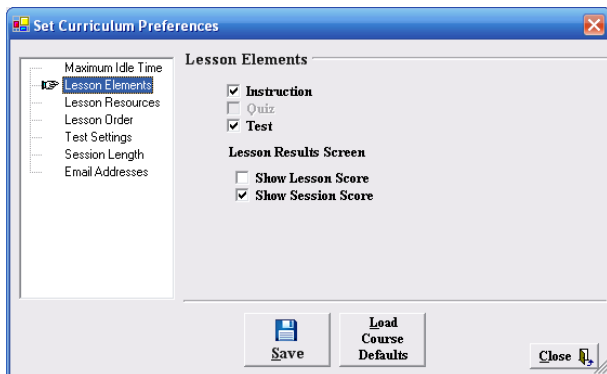 Set Curriculum Preferences
Maximum Idle Time
Lesson Elements
Lesson Resources
Lesson Order
Test Settings
Session Length
Email Addresses
Lesson Elements
Instruction
Quiz
Test
Lesson Results Screen
Show Lesson Score
Show Session Score
Save
Load
Course
Defaults
Close